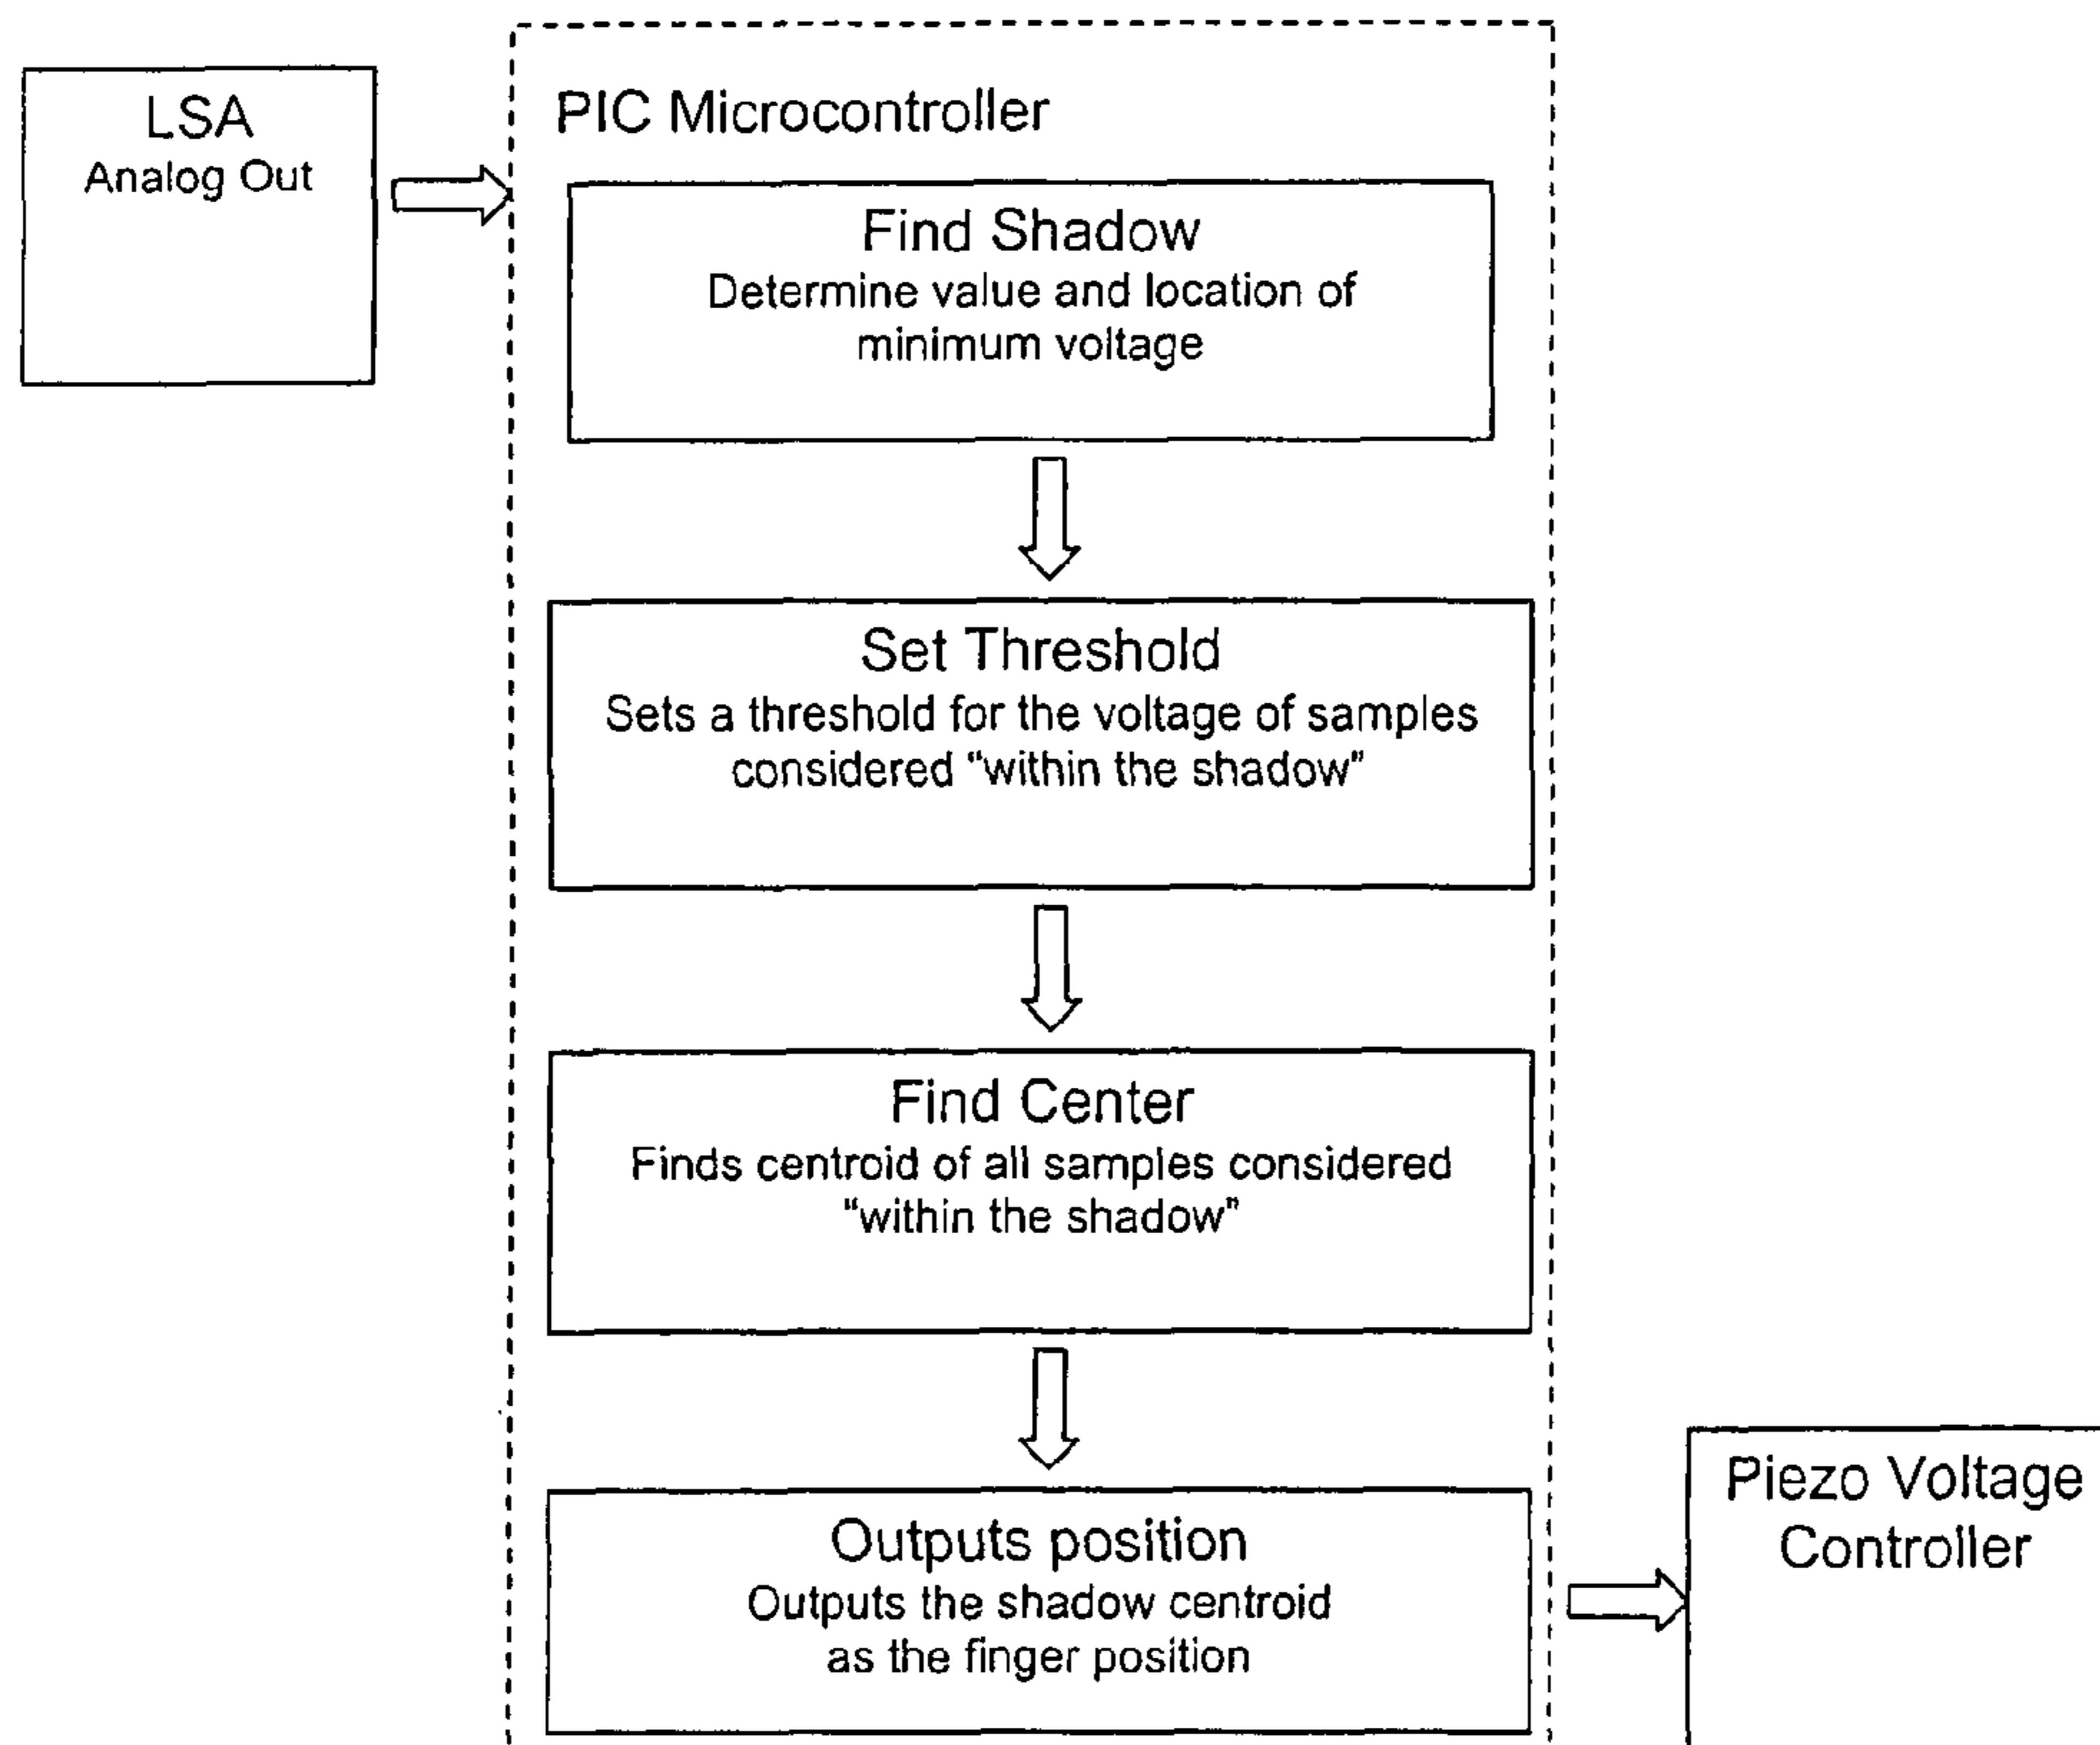 LSA
Analog Out
PIC Microcontroller
Find Shadow
Determine value and location of
minimum voltage
Set Threshold
Sets a threshold for the voltage of samples
considered “within the shadow”
Find Center
Finds centroid of all samples considered
“within the shadow”
Outputs position
Outputs the shadow centroid
as the finger position
Piezo Voltage
Controller